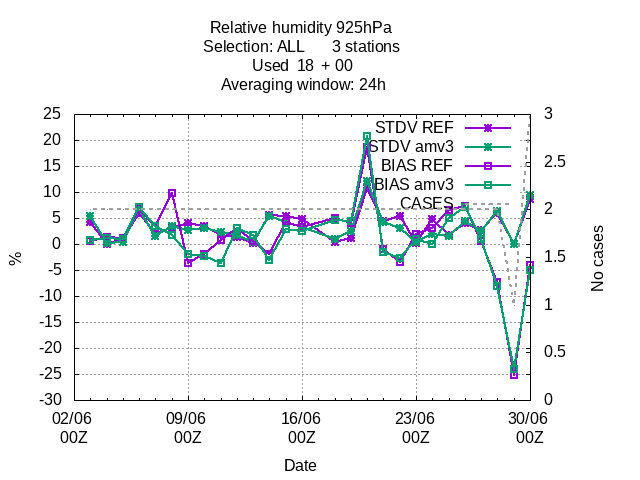 Relative humidity 925hPa
Selection: ALL 3 stations
Used 18 + 00
Averaging window: 24h
25
20
15
10
5
0
-5
-10
-15
-20
-25
-30
%
STDV REF
STDV amv3
BIAS REF
BIAS amv3
CASES
3
2.5
2
1.5
1
0.5
0
No cases
02/06 09/06 16/06 23/06 30/06
00Z 00Z 00Z 00Z 00Z
Date